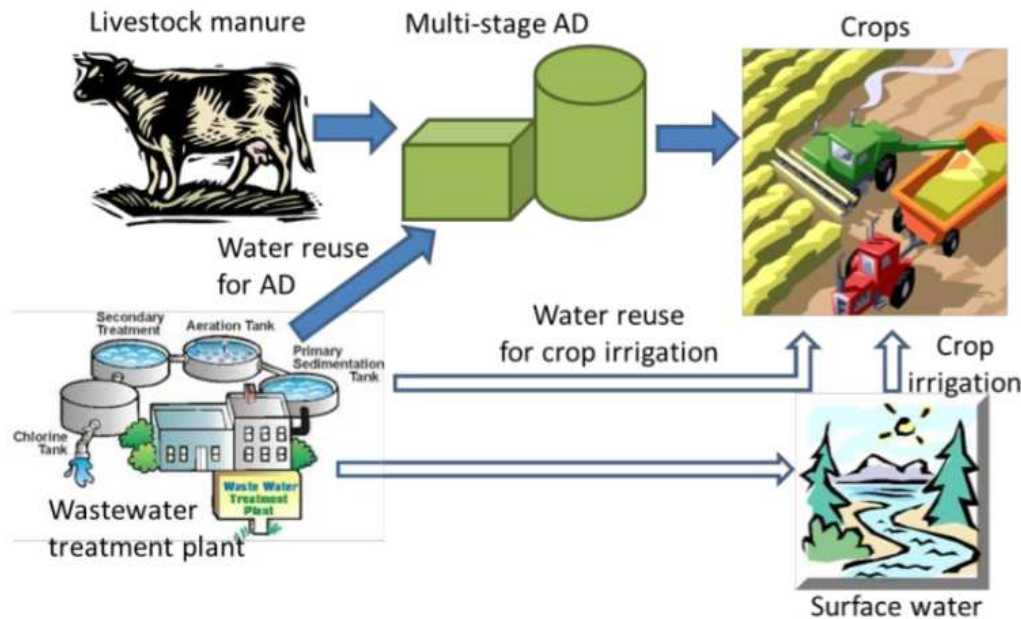 Livestock manure
Multi-stage AD
Crops
Water reuse
for AD
Secondary
Treatment
Aeration Tank
Primary
Sedimentation
Tank
Chlorine
Tank
Waste Water
Treatment
Plant
Wastewater
treatment plant
Water reuse
for crop irrigation
Crop
irrigation
Surface water